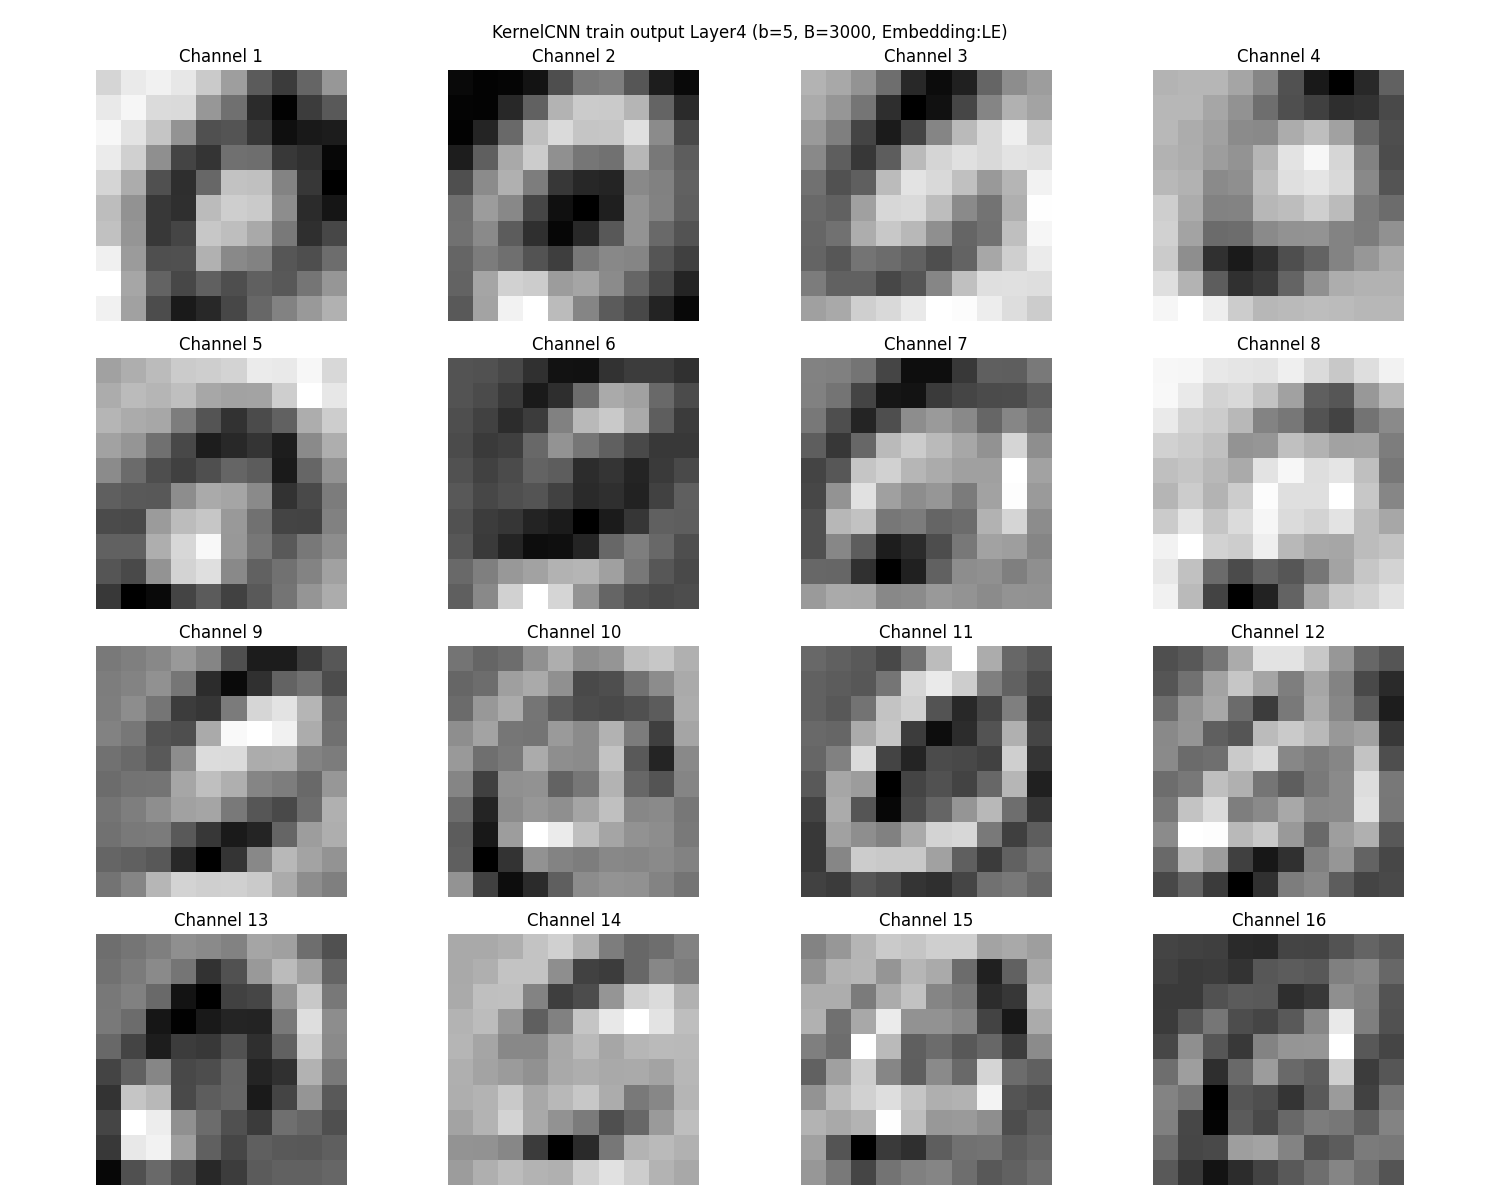 KernelCNN train output Layer4 (b=5, B=3000, Embedding:LE)
Channel 1
Channel 2
Channel 3
Channel 4
Channel 5
Channel 6
Channel 7
Channel 8
Channel 9
Channel 10
Channel 11
Channel 12
Channel 13
Channel 14
Channel 15
Channel 16